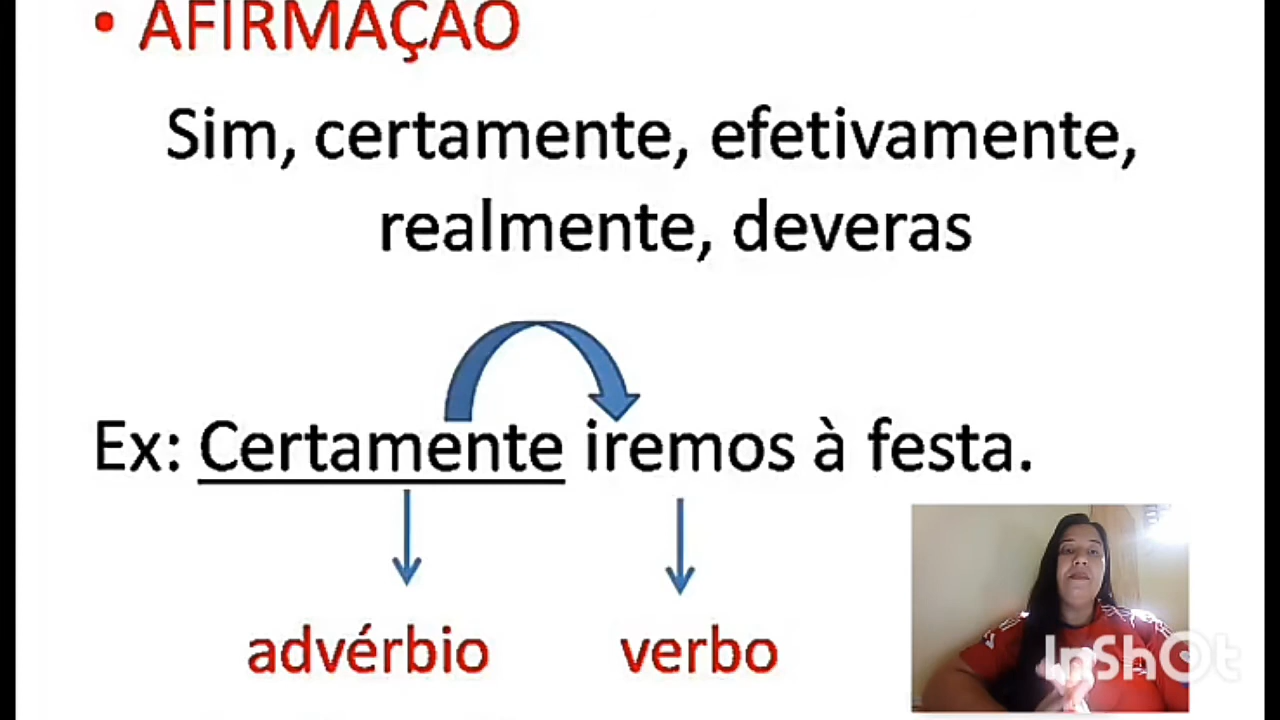 • AFIRMAÇÃO
Sim, certamente, efetivamente,
realmente, deveras
Ex: Certamente iremos à festa.
advérbio verbo
InShOt